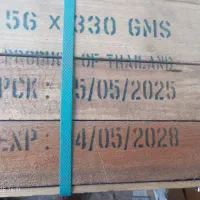 56 x 330 GMS
PRODUCT OF THAILAND
PCK : 5/05/2025
EXP : 4/05/2028